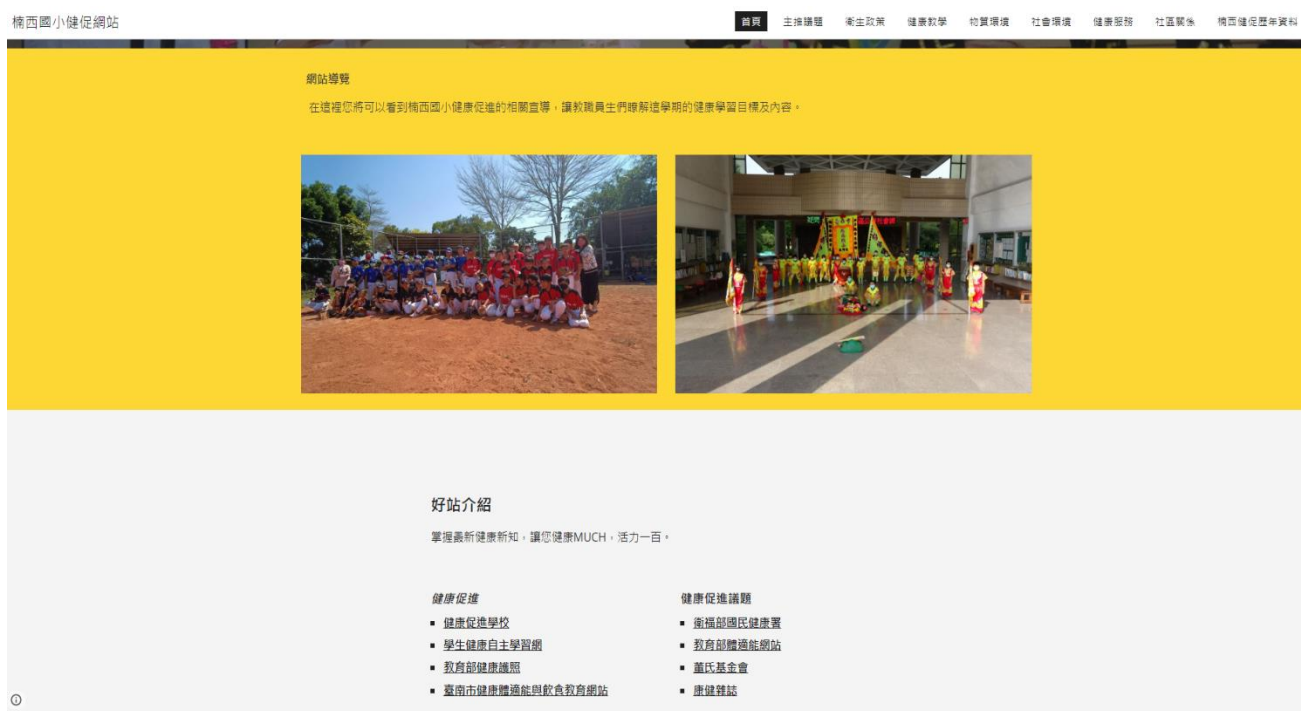 楠西國小健促網站
首頁 主推議題 衛生政策 健康教學 物質環境 社會環境 健康服務 社區關係 楠西健促歷年資料
網站導覽
在這裡您將可以看到楠西國小健康促進的相關宣導，讓教職員生們瞭解這學期的健康學習目標及內容。
好站介紹
掌握最新健康新知，讓您健康MUCH，活力一百。
健康促進
健康促進學校
學生健康自主學習網
教育部健康護照
臺南市健康體適能與飲食教育網站
健康促進議題
衛福部國民健康署
教育部體適能網站
董氏基金會
康健雜誌